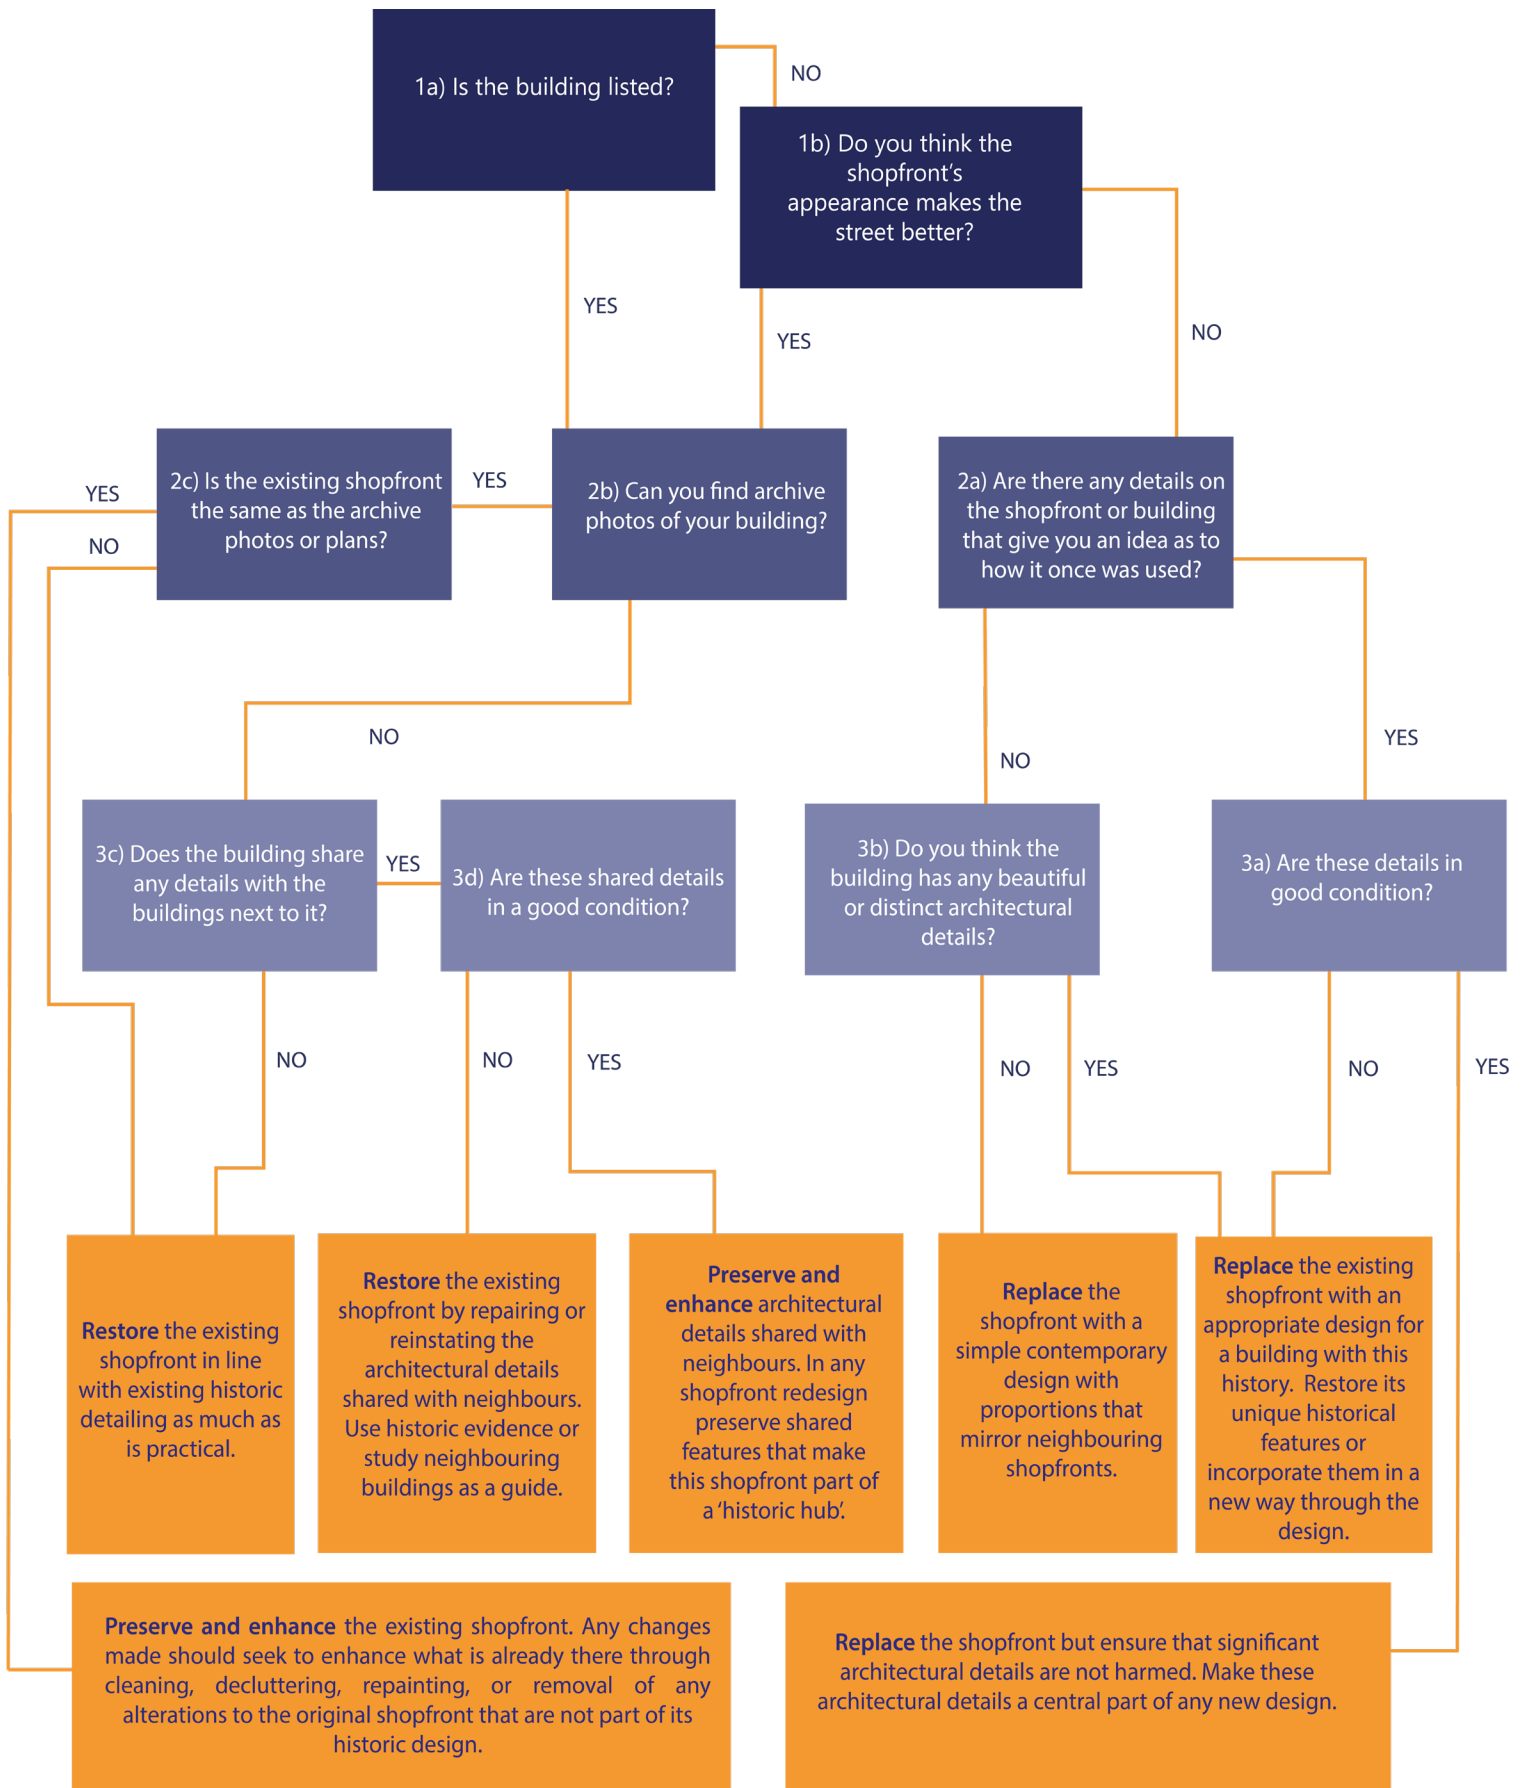 1a) Is the building listed?
NO
1b) Do you think the
shopfront's
appearance makes the
street better?
YES
YES
NO
2c) Is the existing shopfront
the same as the archive
photos or plans?
YES
NO
YES
2b) Can you find archive
photos of your building?
2a) Are there any details on
the shopfront or building
that give you an idea as to
how it once was used?
NO
NO
YES
3c) Does the building share
any details with the
buildings next to it?
YES
3d) Are these shared details
in a good condition?
3b) Do you think the
building has any beautiful
or distinct architectural
details?
3a) Are these details in
good condition?
NO
NO
YES
NO
YES
NO
YES
Restore the existing
shopfront in line
with existing historic
detailing as much as
is practical.
Restore the existing
shopfront by repairing or
reinstating the
architectural details
shared with neighbours.
Use historic evidence or
study neighbouring
buildings as a guide.
Preserve and
enhance architectural
details shared with
neighbours. In any
shopfront redesign
preserve shared
features that make
this shopfront part of
a ‘historic hub’.
Replace the
shopfront with a
simple contemporary
design with
proportions that
mirror neighbouring
shopfronts.
Replace the existing
shopfront with an
appropriate design for
a building with this
history. Restore its
unique historical
features or
incorporate them in a
new way through the
design.
Preserve and enhance the existing shopfront. Any changes
made should seek to enhance what is already there through
cleaning, decluttering, repainting, or removal of any
alterations to the original shopfront that are not part of its
historic design.
Replace the shopfront but ensure that significant
architectural details are not harmed. Make these
architectural details a central part of any new design.